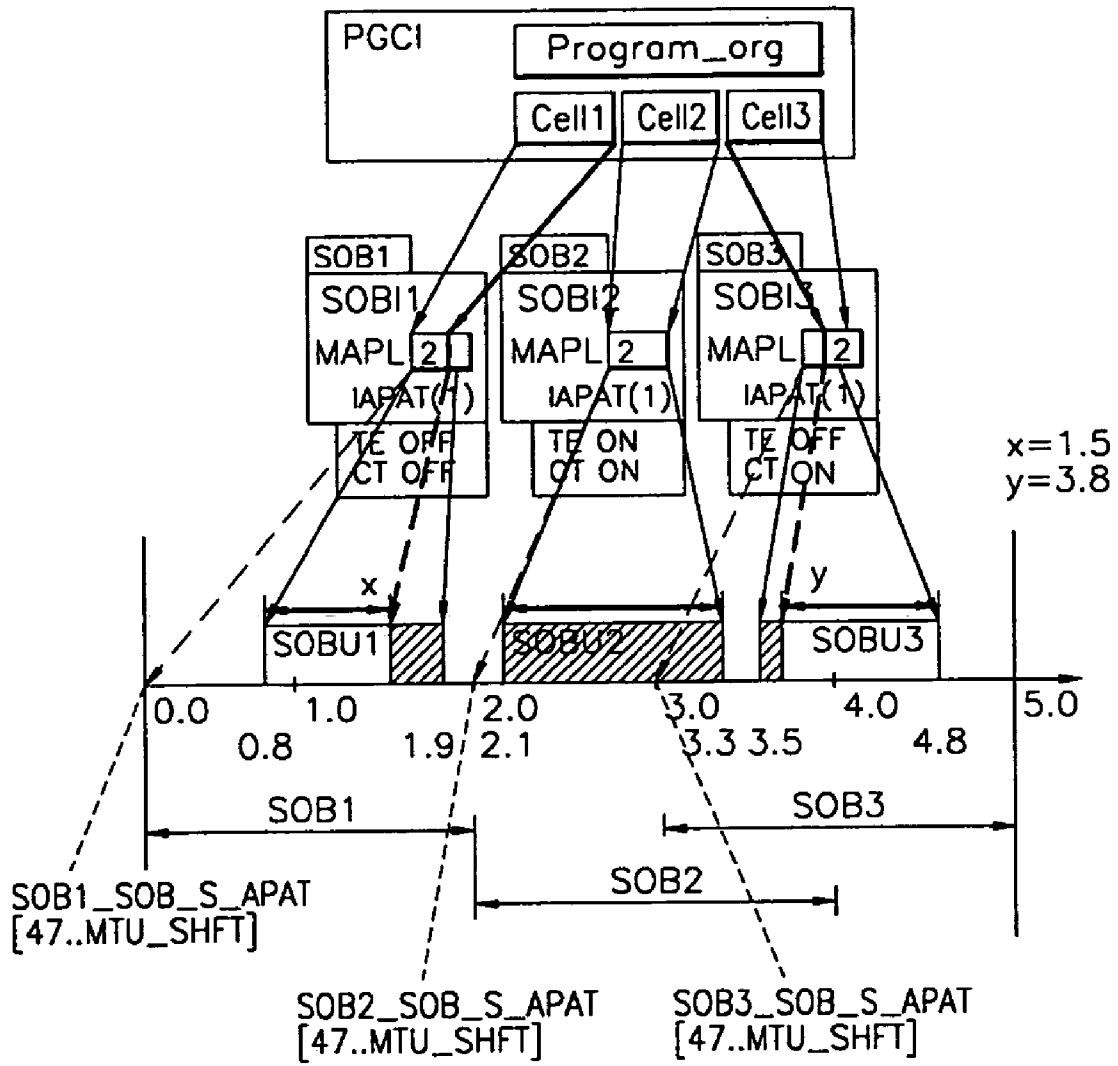 PGCI
Program_org
Cell1 Cell2 Cell3
SOB1 SOB2 SOB3
SOBI1 SOBI2 SOBI3
MAPL 2 MAPL 2 MAPL 2
IAPAT(1) IAPAT(1) IAPAT(1)
TE OFF TE ON TE OFF
CT OFF CT ON CT ON
x=1.5
y=3.8
x y
SOBU1 SOBU2 SOBU3
0.0 1.0 2.0 3.0 4.0 5.0
0.8 1.9 2.1 3.3 3.5 4.8
SOB1 SOB3
SOB2
SOB1_SOB_S_APAT
[47..MTU_SHFT]
SOB2_SOB_S_APAT SOB3_SOB_S_APAT
[47..MTU_SHFT] [47..MTU_SHFT]